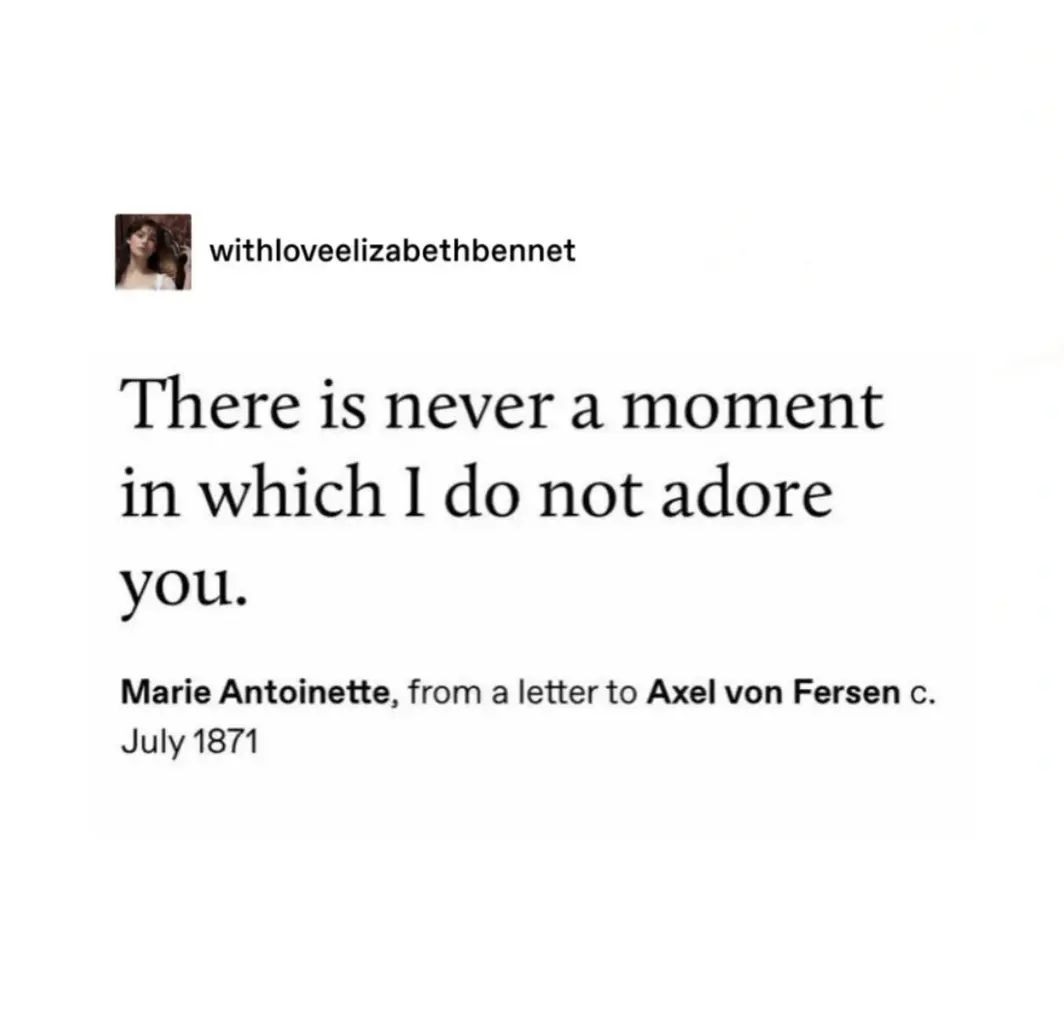 withloveelizabethbennet
There is never a moment
in which I do not adore
you.
Marie Antoinette, from a letter to Axel von Fersen c.
July 1871